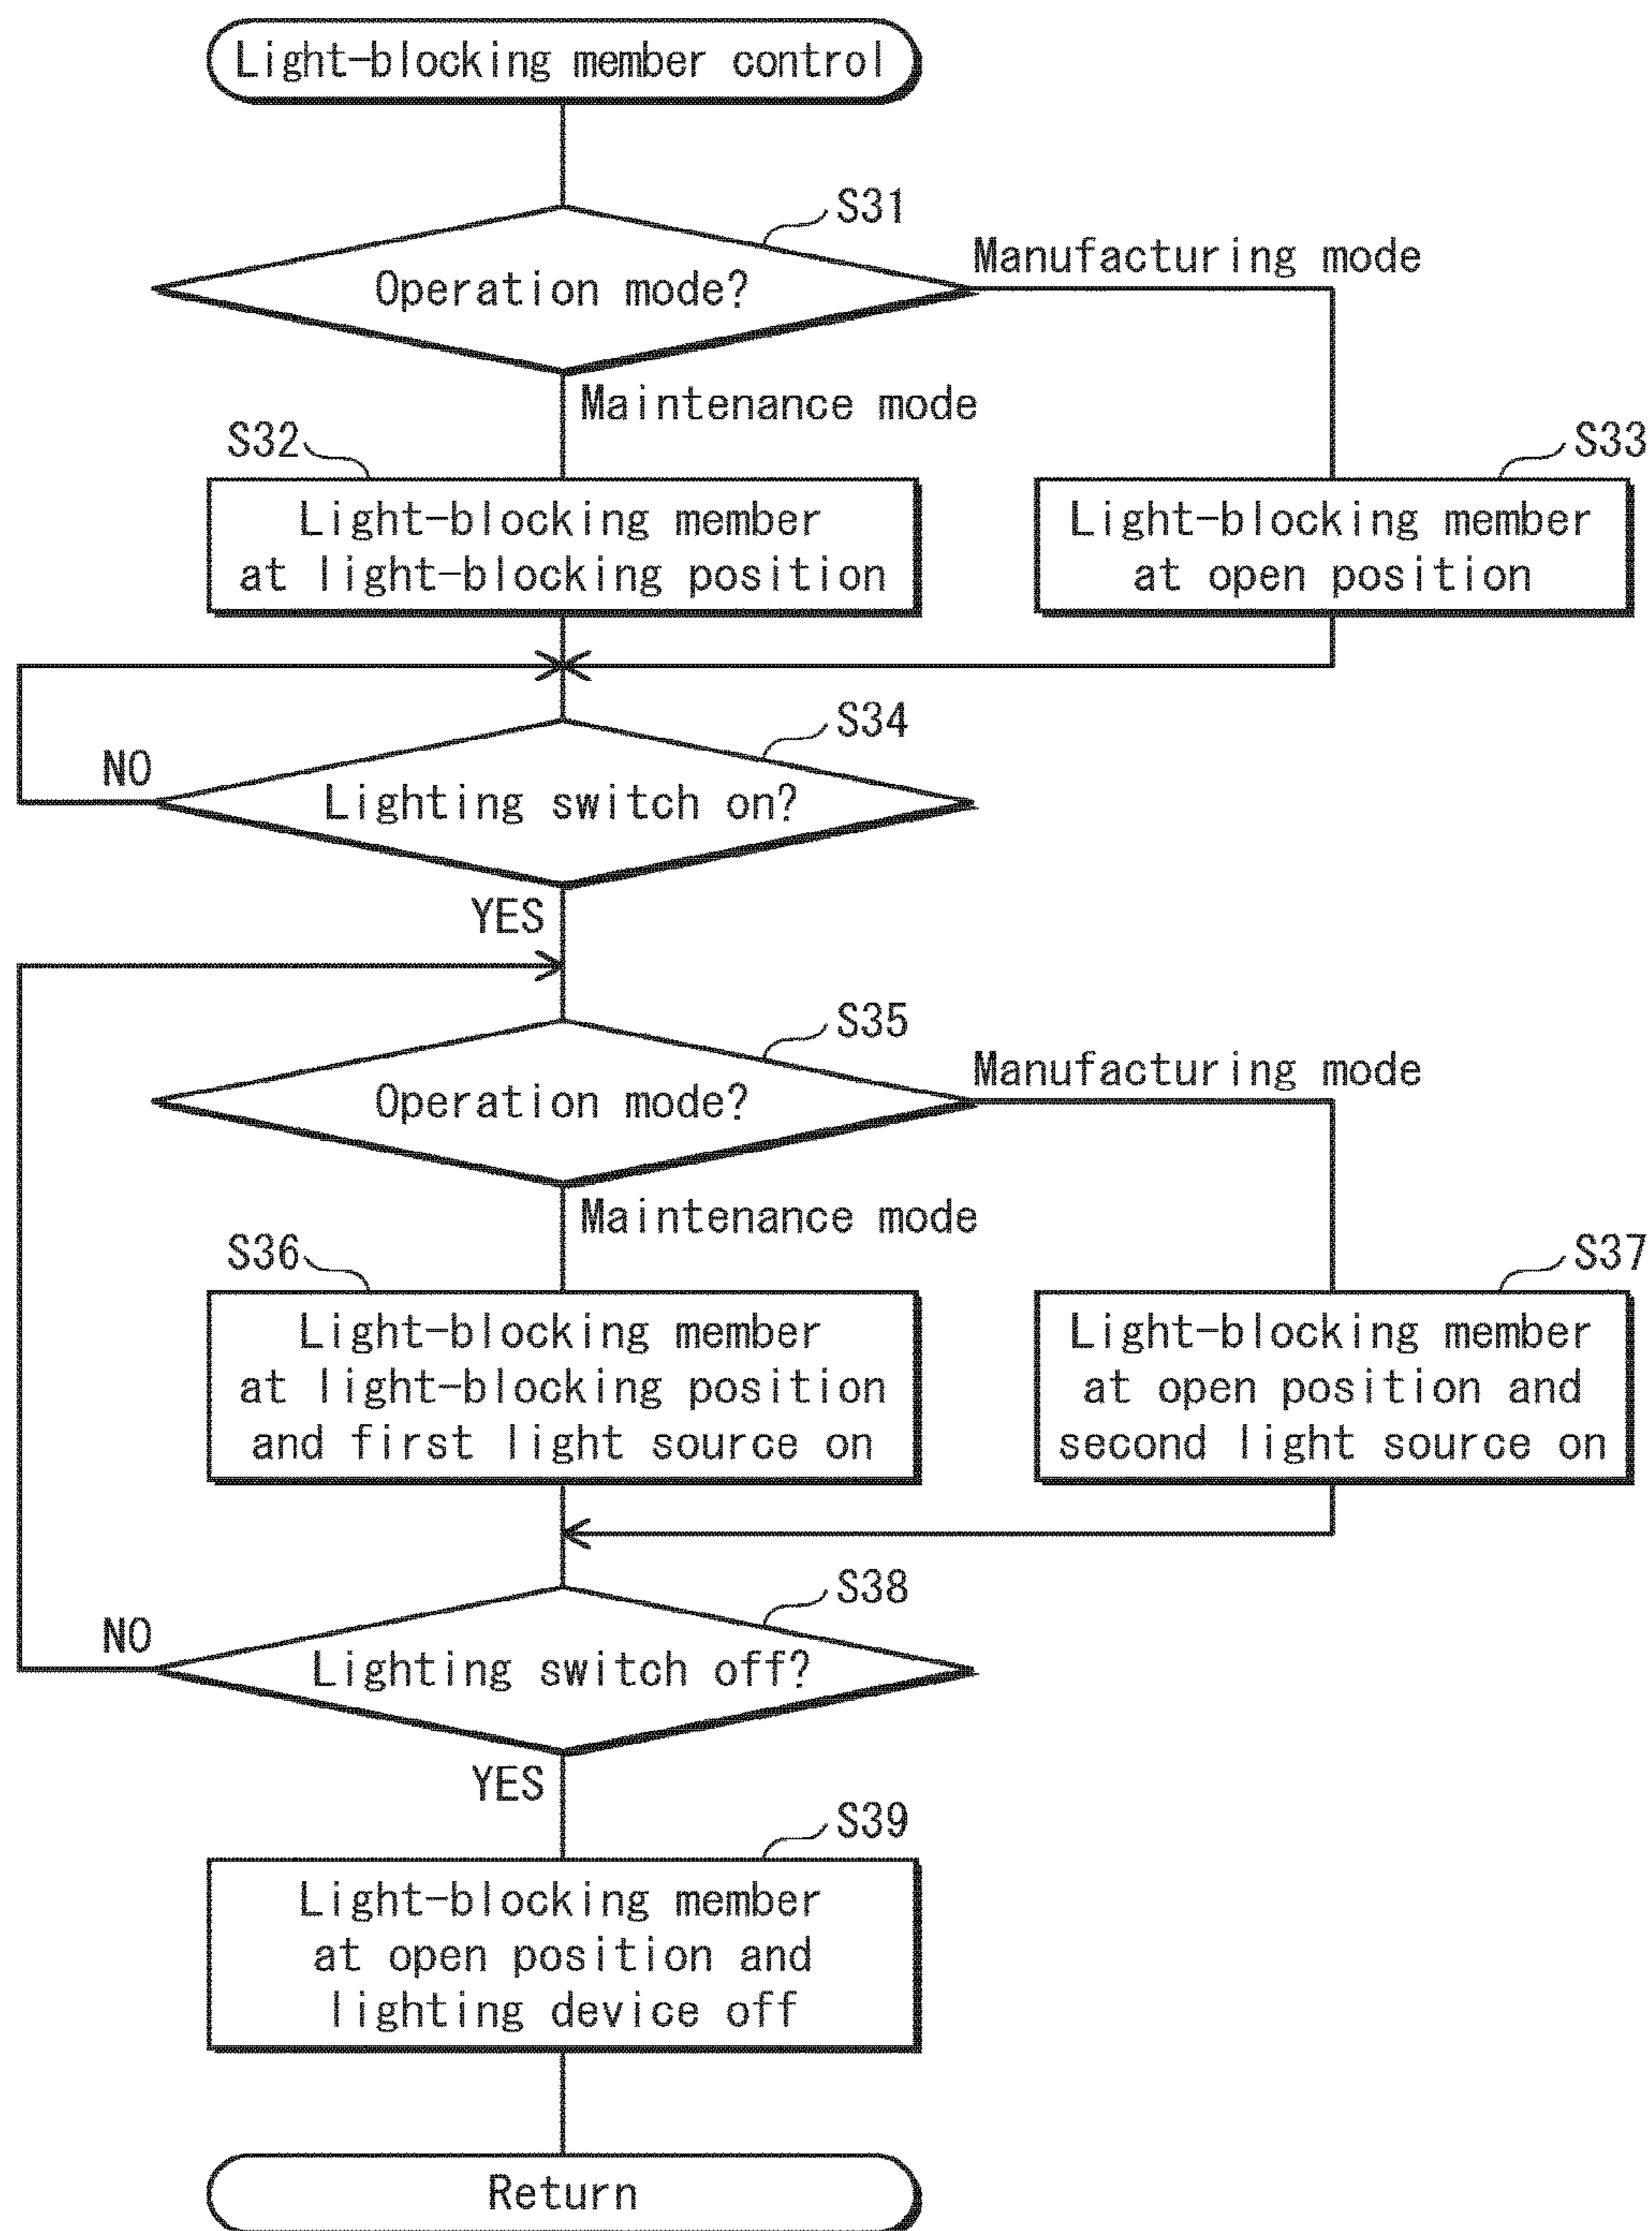 Light-blocking member control
S31
Operation mode?
Manufacturing mode
Maintenance mode
S32
Light-blocking member
at light-blocking position
S33
Light-blocking member
at open position
S34
Lighting switch on?
NO
YES
S35
Operation mode?
Manufacturing mode
Maintenance mode
S36
Light-blocking member
at light-blocking position
and first light source on
S37
Light-blocking member
at open position and
second light source on
S38
Lighting switch off?
NO
YES
S39
Light-blocking member
at open position and
lighting device off
Return